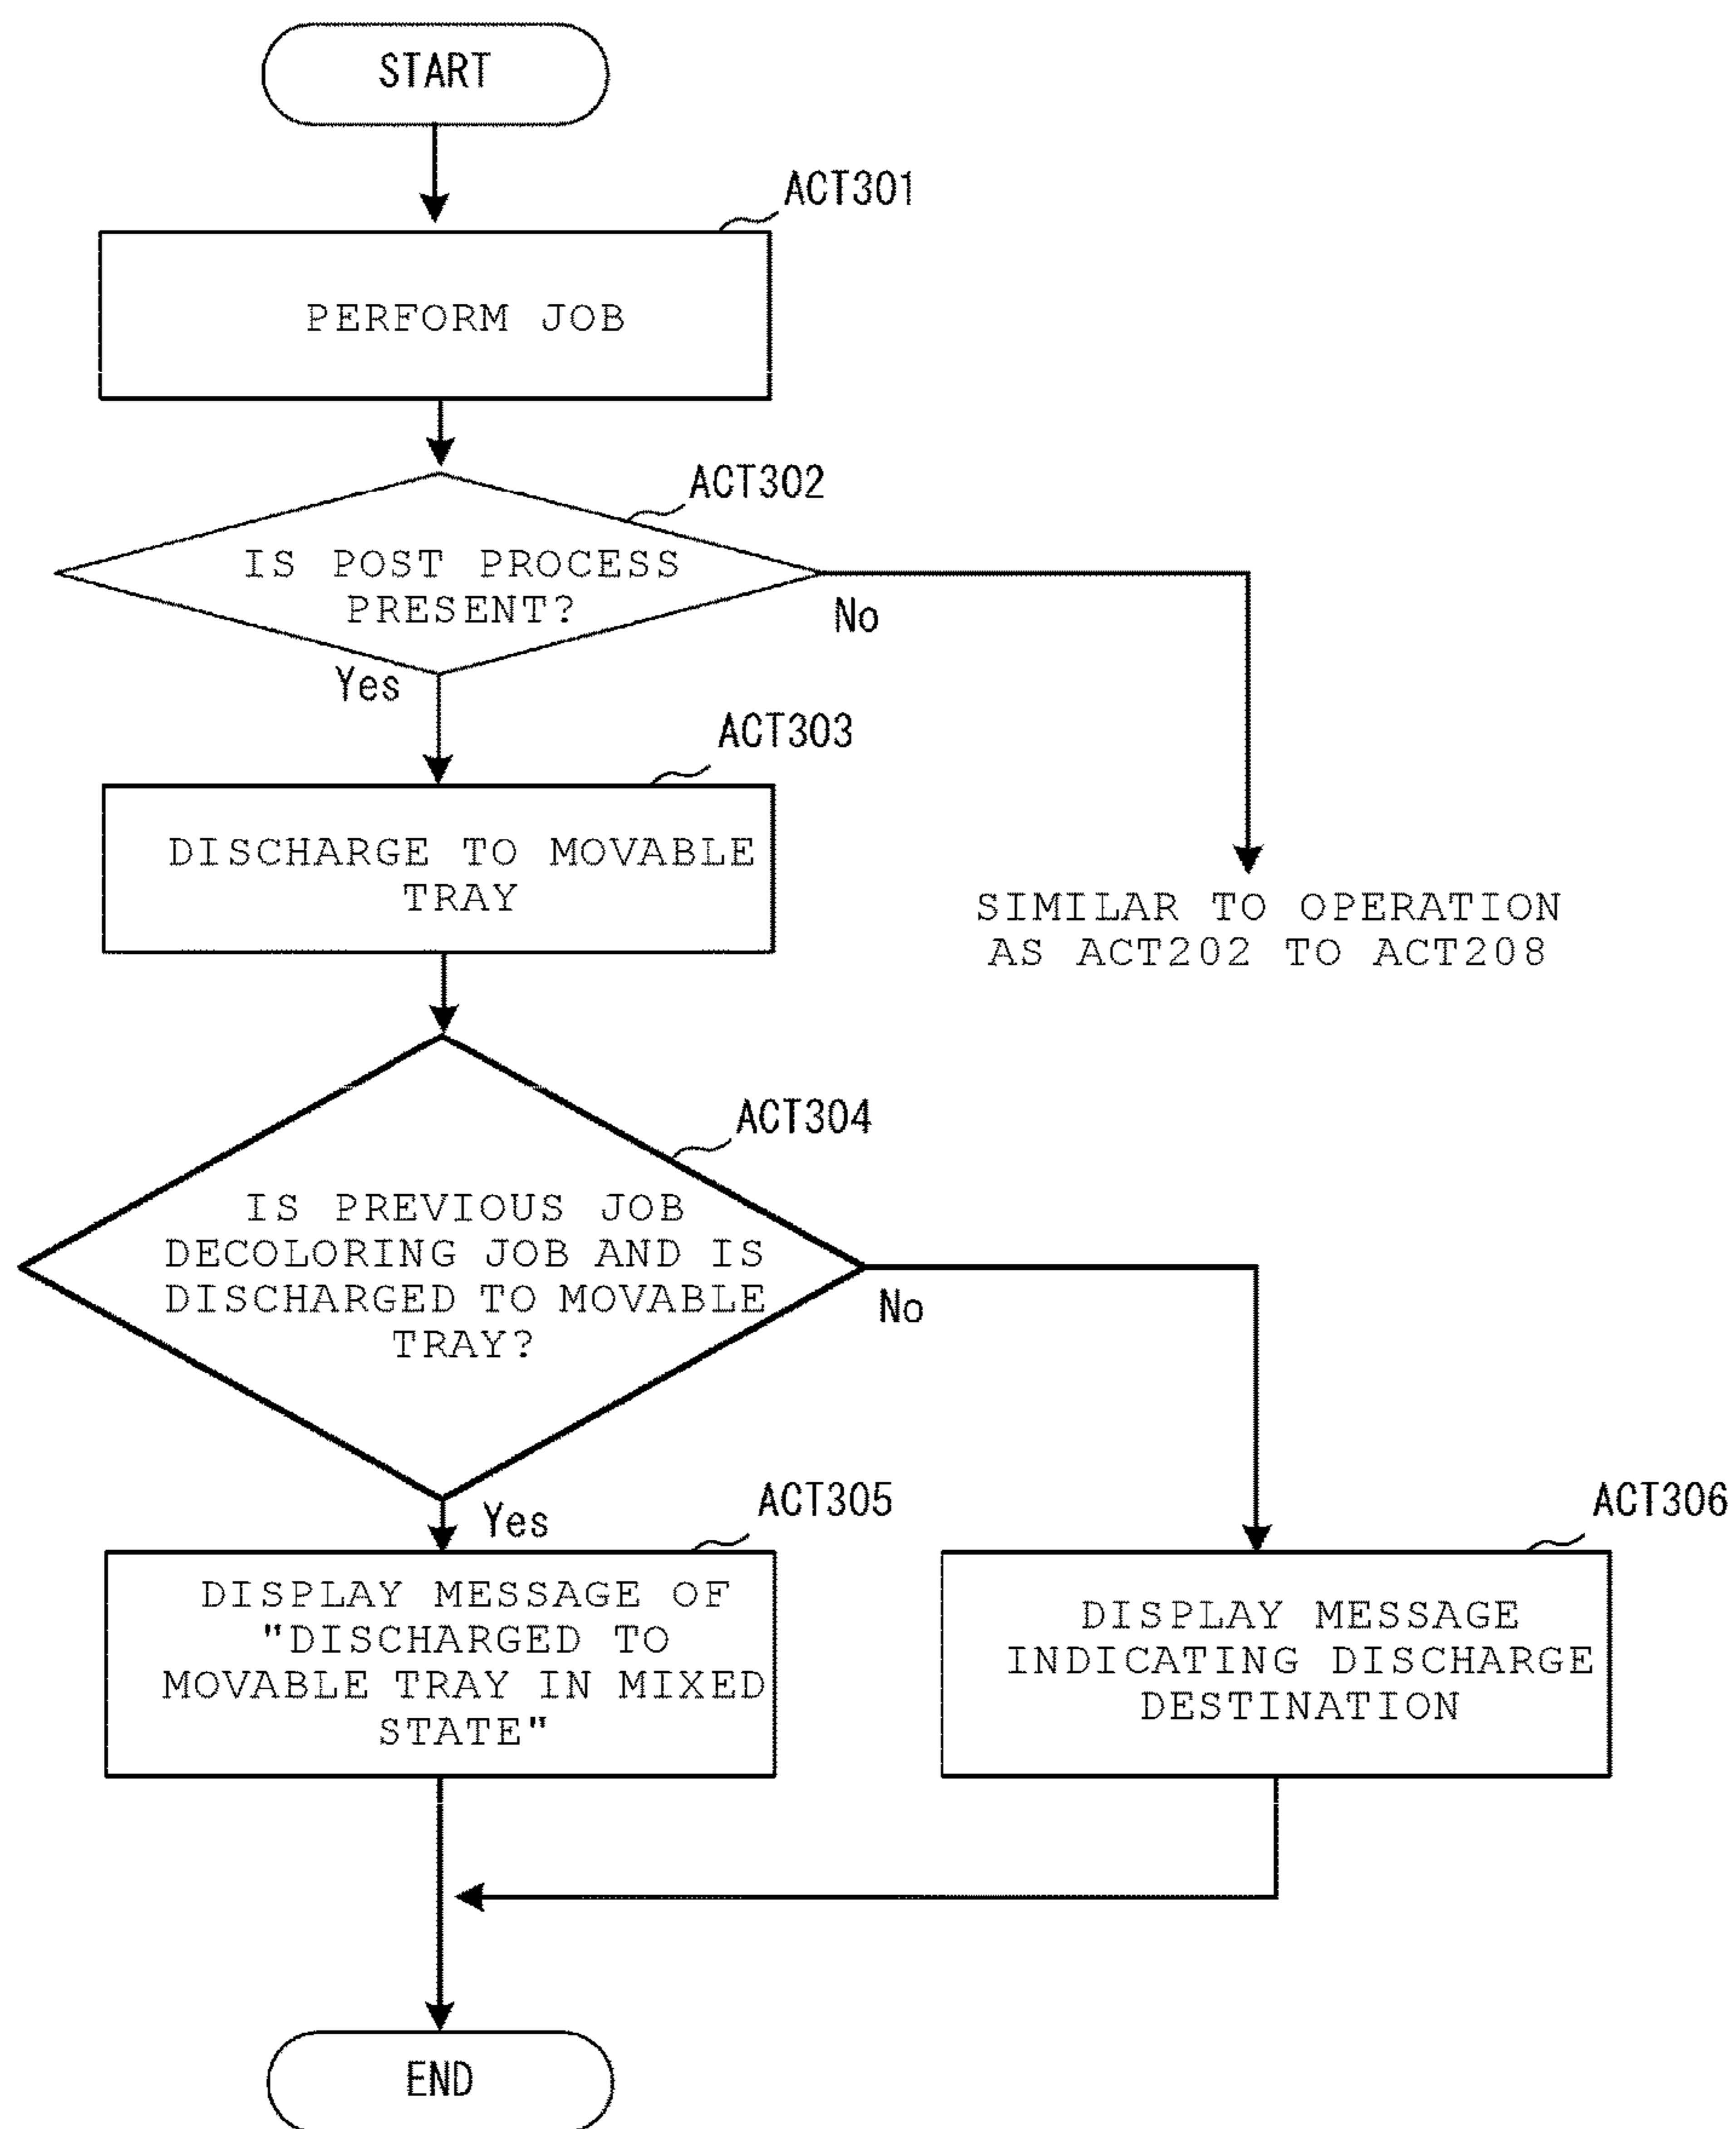 START
ACT301
PERFORM JOB
ACT302
IS POST PROCESS
PRESENT?
No
Yes
ACT303
DISCHARGE TO MOVABLE
TRAY
SIMILAR TO OPERATION
AS ACT202 TO ACT208
ACT304
IS PREVIOUS JOB
DECOLORING JOB AND IS
DISCHARGED TO MOVABLE
TRAY?
No
Yes
ACT305
DISPLAY MESSAGE OF
"DISCHARGED TO
MOVABLE TRAY IN MIXED
STATE"
ACT306
DISPLAY MESSAGE
INDICATING DISCHARGE
DESTINATION
END